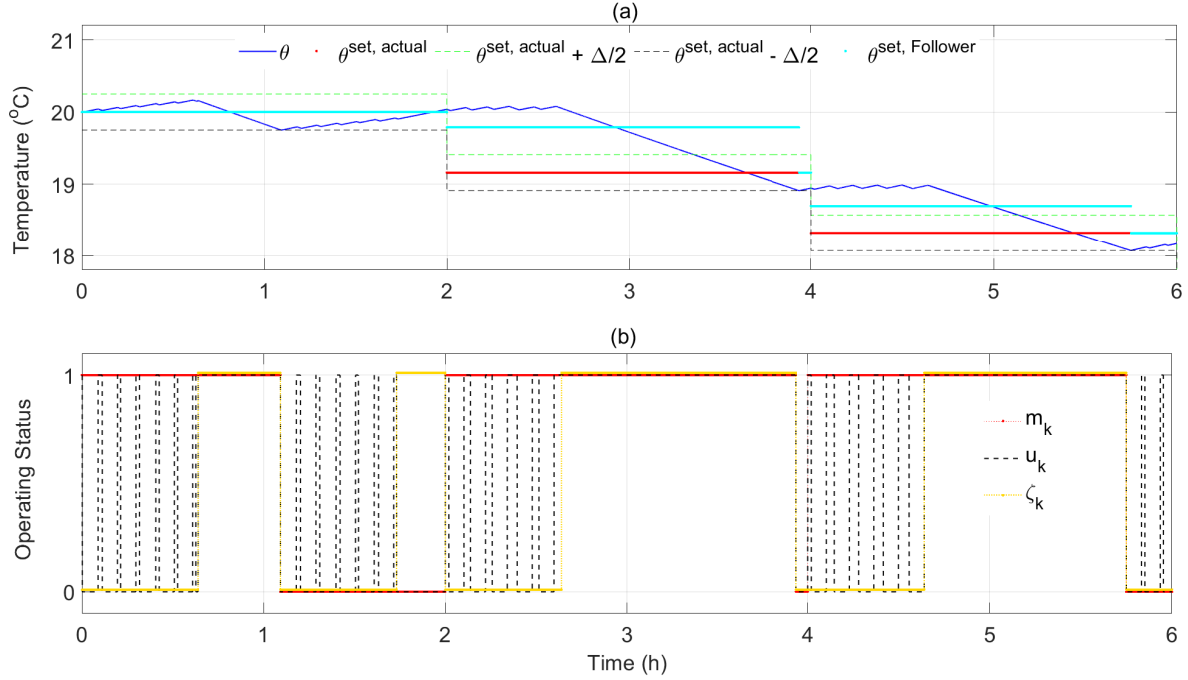 (a)
θ θ^set, actual θ^set, actual + Δ/2 θ^set, actual - Δ/2 θ^set, Follower
Temperature (°C)
21
20
19
18
0 1 2 3 4 5 6
(b)
Operating Status
1
0
m_k
u_k
ζ_k
0 1 2 3 4 5 6
Time (h)